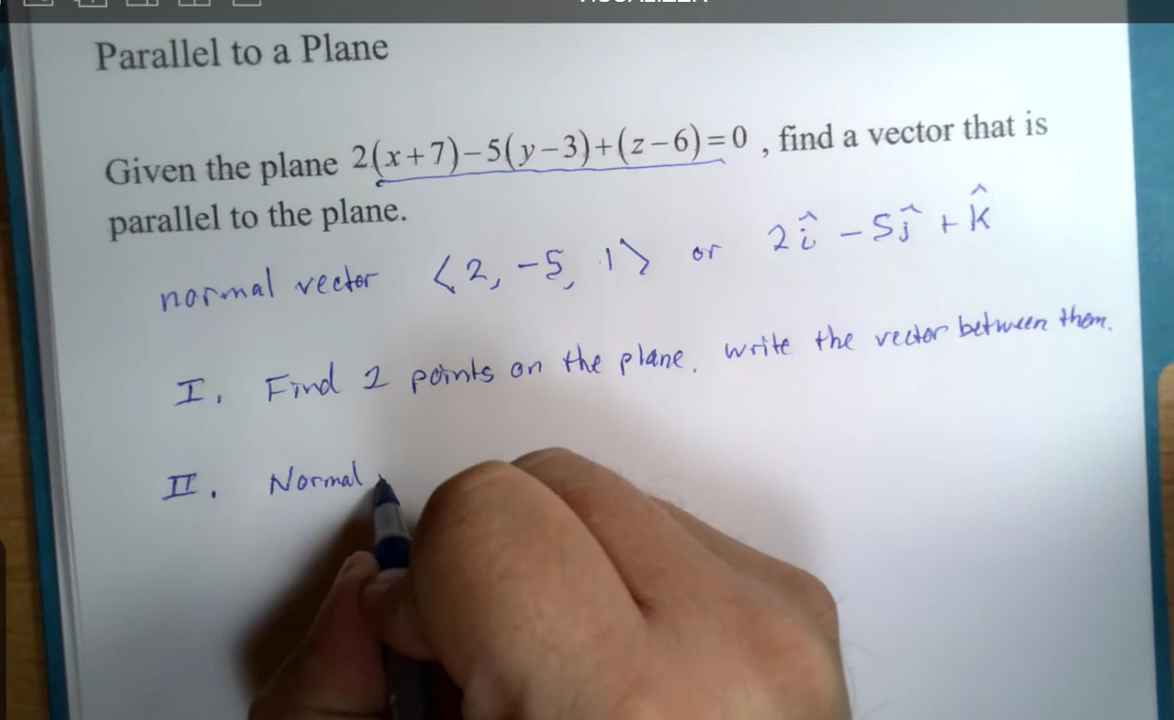 VISUALIZER
Parallel to a Plane
Given the plane 2(x+7)−5(y−3)+(z−6)=0 , find a vector that is
parallel to the plane.
normal vector ⟨2, −5, 1⟩ or 2î − 5ĵ + k̂
I. Find 2 points on the plane. write the vector between them.
II. Normal